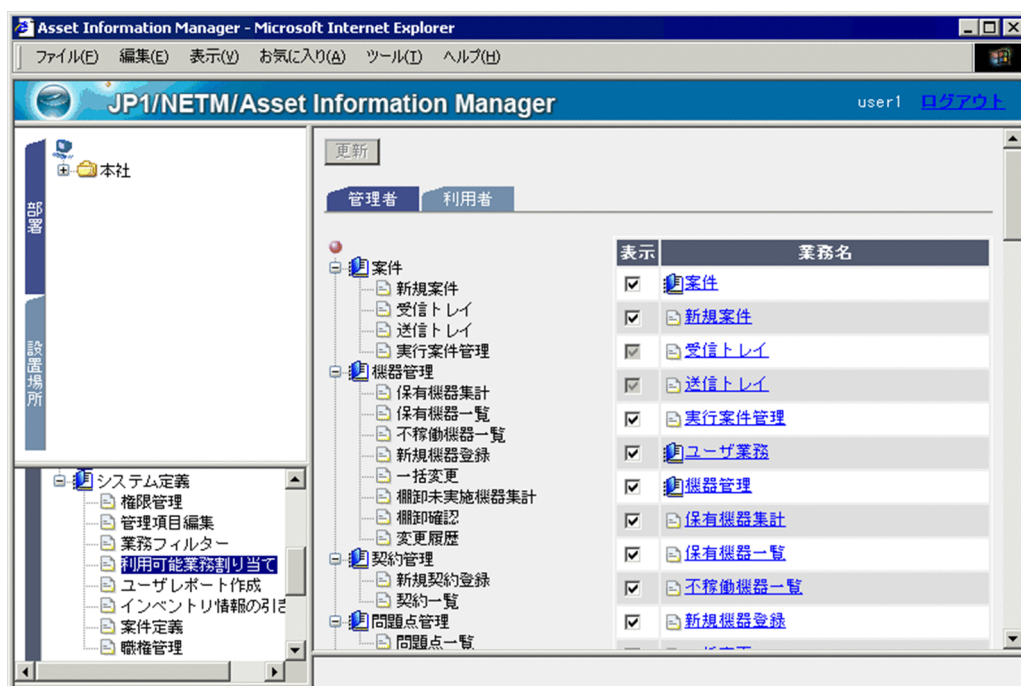 Asset Information Manager - Microsoft Internet Explorer
ファイル(F) 編集(E) 表示(V) お気に入り(A) ツール(T) ヘルプ(H)
JP1/NETM/Asset Information Manager
user1 ログアウト
部署
設置場所
本社
システム定義
権限管理
管理項目編集
業務フィルター
利用可能業務割り当て
ユーザレポート作成
インベントリ情報の引き
案件定義
職権管理
更新
管理者 利用者
案件
新規案件
受信トレイ
送信トレイ
実行案件管理
機器管理
保有機器集計
保有機器一覧
不稼働機器一覧
新規機器登録
一括変更
棚卸未実施機器集計
棚卸確認
変更履歴
契約管理
新規契約登録
契約一覧
問題点管理
問題点一覧
表示 業務名
案件
新規案件
受信トレイ
送信トレイ
実行案件管理
ユーザ業務
機器管理
保有機器集計
保有機器一覧
不稼働機器一覧
新規機器登録